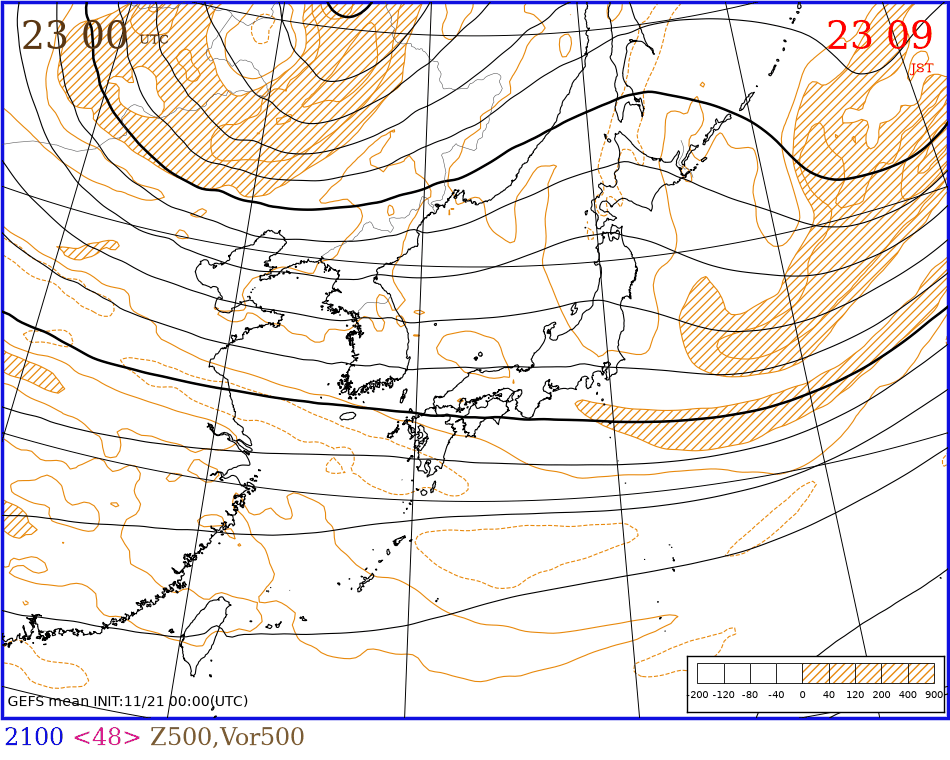 23 00 UTC
23 09
JST
-200 -120 -80 -40 0 40 120 200 400 900
GEFS mean INIT:11/21 00:00(UTC)
2100 <48> Z500,Vor500